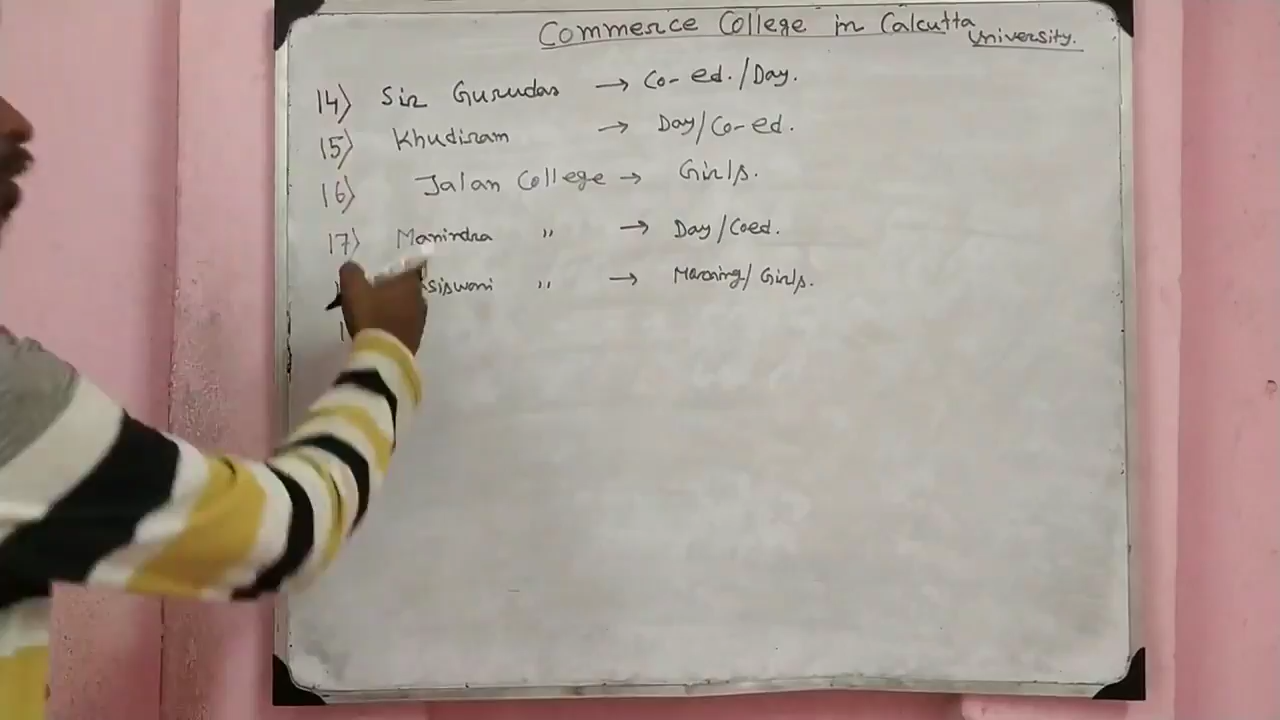 Commerce College in Calcutta University.
14) Sir Gurudas → Co-ed./Day.
15) Khudiram → Day/Co-ed.
16) Jalan College → Girls.
17) Manindra " → Day/Coed.
" → Morning/Girls.
1